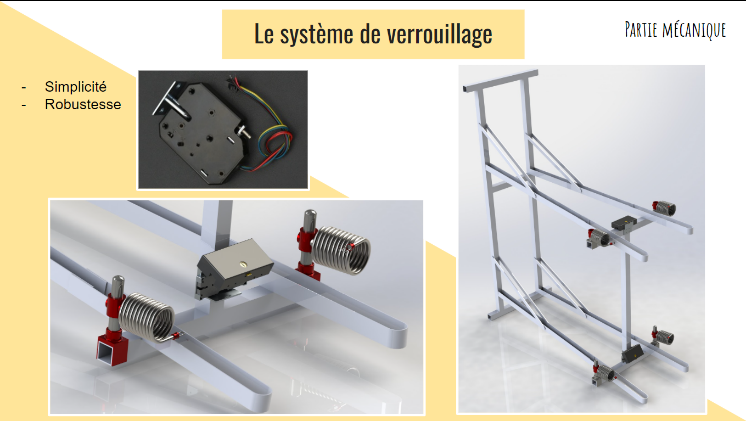 Le système de verrouillage
Partie mécanique
- Simplicité
- Robustesse